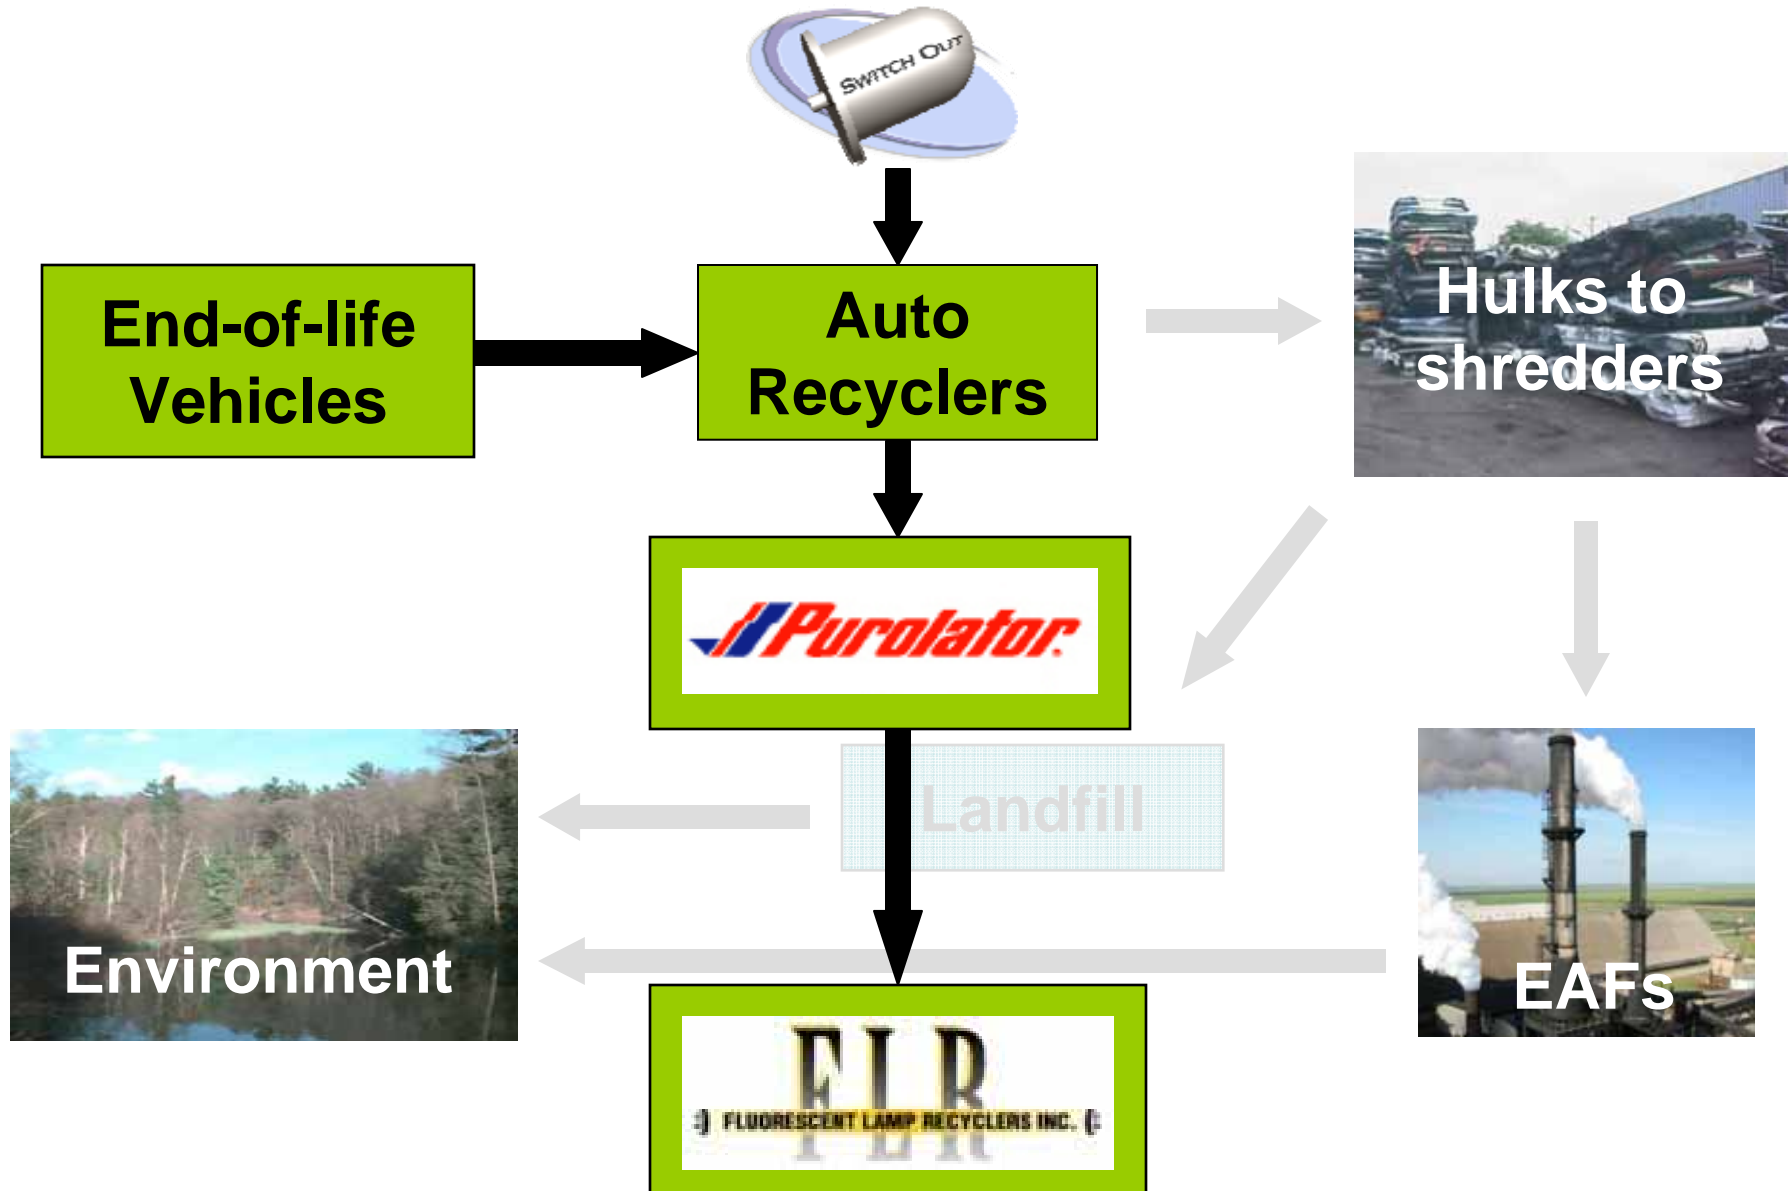 SWITCH OUT
End-of-life
Vehicles
Auto
Recyclers
Hulks to
shredders
Purolator.
Landfill
Environment
EAFs
FLR
FLUORESCENT LAMP RECYCLERS INC.